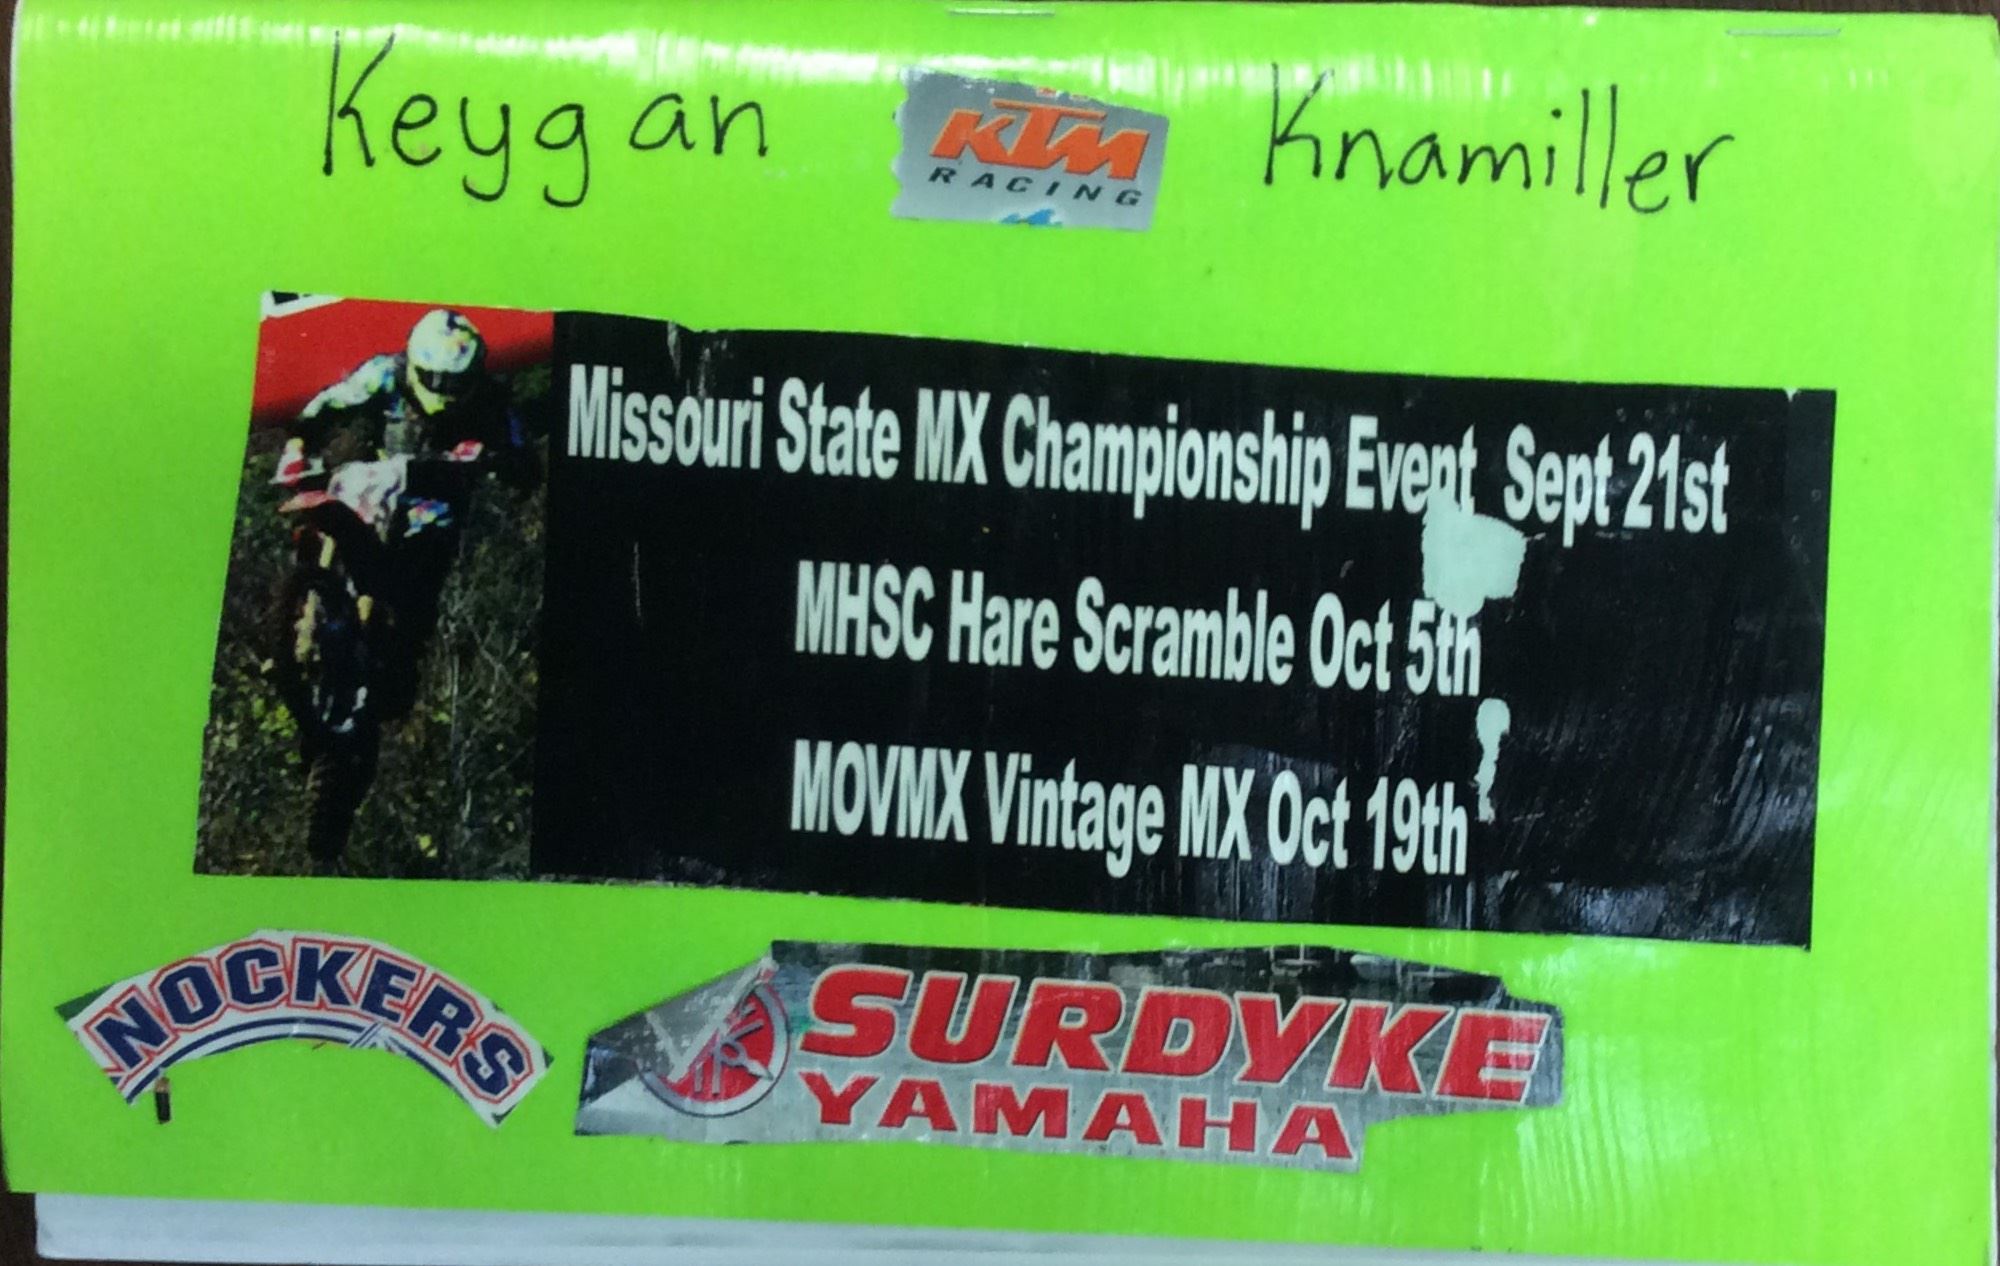 Keygan KTM Knamiller
RACING
Missouri State MX Championship Event Sept 21st
MHSC Hare Scramble Oct 5th
MOVMX Vintage MX Oct 19th
NOCKERS
SURDYKE
YAMAHA